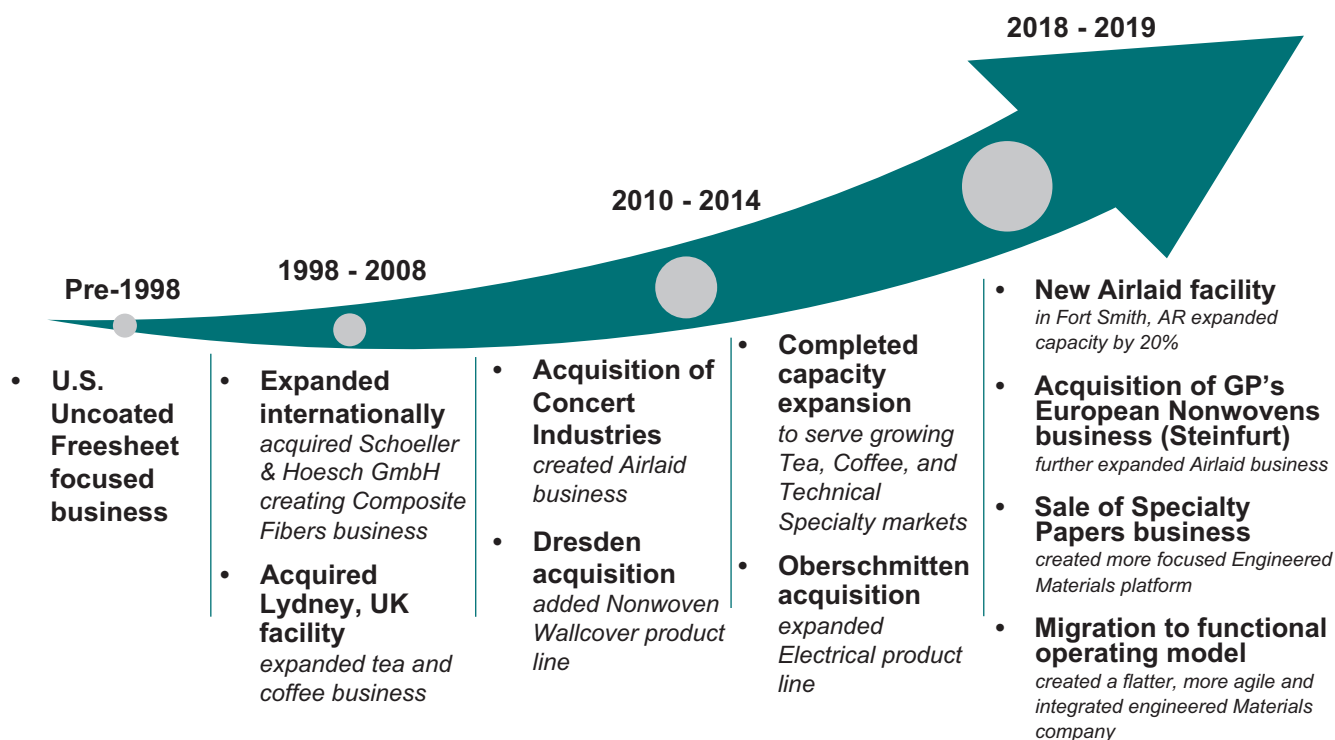 2018 - 2019
2010 - 2014
1998 - 2008
Pre-1998
• U.S.
Uncoated
Freesheet
focused
business
• Expanded
internationally
acquired Schoeller
& Hoesch GmbH
creating Composite
Fibers business
• Acquired
Lydney, UK
facility
expanded tea and
coffee business
• Acquisition of
Concert
Industries
created Airlaid
business
• Dresden
acquisition
added Nonwoven
Wallcover product
line
• Completed
capacity
expansion
to serve growing
Tea, Coffee, and
Technical
Specialty markets
• Oberschmitten
acquisition
expanded
Electrical product
line
• New Airlaid facility
in Fort Smith, AR expanded
capacity by 20%
• Acquisition of GP's
European Nonwovens
business (Steinfurt)
further expanded Airlaid business
• Sale of Specialty
Papers business
created more focused Engineered
Materials platform
• Migration to functional
operating model
created a flatter, more agile and
integrated engineered Materials
company